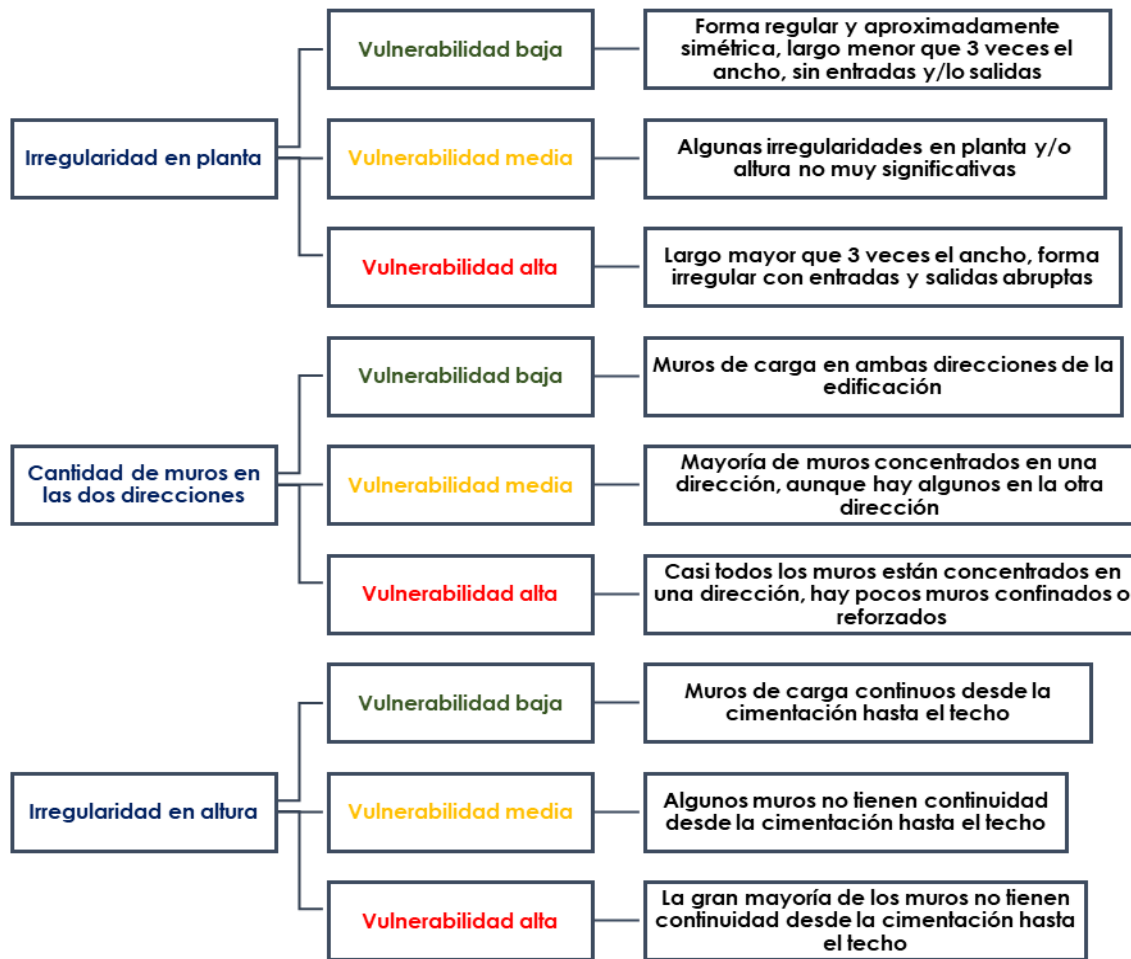 Irregularidad en planta
Vulnerabilidad baja
Forma regular y aproximadamente
simétrica, largo menor que 3 veces el
ancho, sin entradas y/lo salidas
Vulnerabilidad media
Algunas irregularidades en planta y/o
altura no muy significativas
Vulnerabilidad alta
Largo mayor que 3 veces el ancho, forma
irregular con entradas y salidas abruptas
Cantidad de muros en
las dos direcciones
Vulnerabilidad baja
Muros de carga en ambas direcciones de la
edificación
Vulnerabilidad media
Mayoría de muros concentrados en una
dirección, aunque hay algunos en la otra
dirección
Vulnerabilidad alta
Casi todos los muros están concentrados en
una dirección, hay pocos muros confinados o
reforzados
Irregularidad en altura
Vulnerabilidad baja
Muros de carga continuos desde la
cimentación hasta el techo
Vulnerabilidad media
Algunos muros no tienen continuidad
desde la cimentación hasta el techo
Vulnerabilidad alta
La gran mayoría de los muros no tienen
continuidad desde la cimentación hasta
el techo